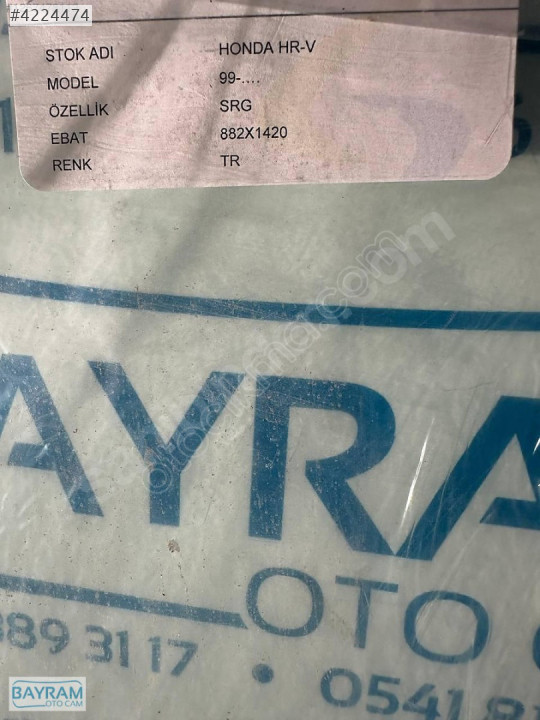 #4224474
STOK ADI HONDA HR-V
MODEL 99-....
ÖZELLİK SRG
EBAT 882X1420
RENK TR
AYRA
OTO
889 31 17 • 0541 8
BAYRAM
OTO CAM